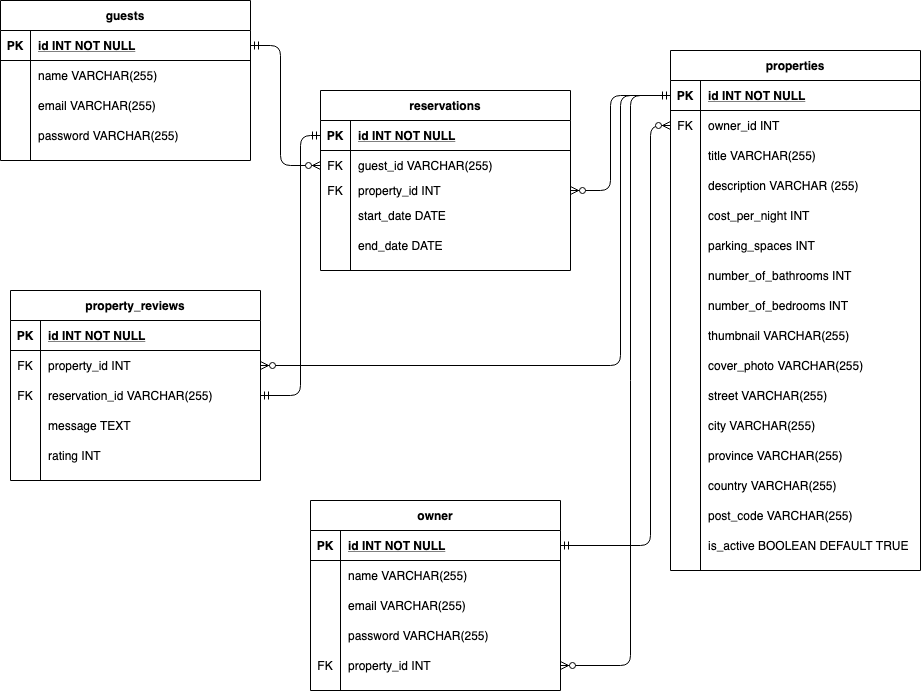 guests
PK id INT NOT NULL
name VARCHAR(255)
email VARCHAR(255)
password VARCHAR(255)
reservations
PK id INT NOT NULL
FK guest_id VARCHAR(255)
FK property_id INT
start_date DATE
end_date DATE
properties
PK id INT NOT NULL
FK owner_id INT
title VARCHAR(255)
description VARCHAR (255)
cost_per_night INT
parking_spaces INT
number_of_bathrooms INT
number_of_bedrooms INT
thumbnail VARCHAR(255)
cover_photo VARCHAR(255)
street VARCHAR(255)
city VARCHAR(255)
province VARCHAR(255)
country VARCHAR(255)
post_code VARCHAR(255)
is_active BOOLEAN DEFAULT TRUE
property_reviews
PK id INT NOT NULL
FK property_id INT
FK reservation_id VARCHAR(255)
message TEXT
rating INT
owner
PK id INT NOT NULL
name VARCHAR(255)
email VARCHAR(255)
password VARCHAR(255)
FK property_id INT